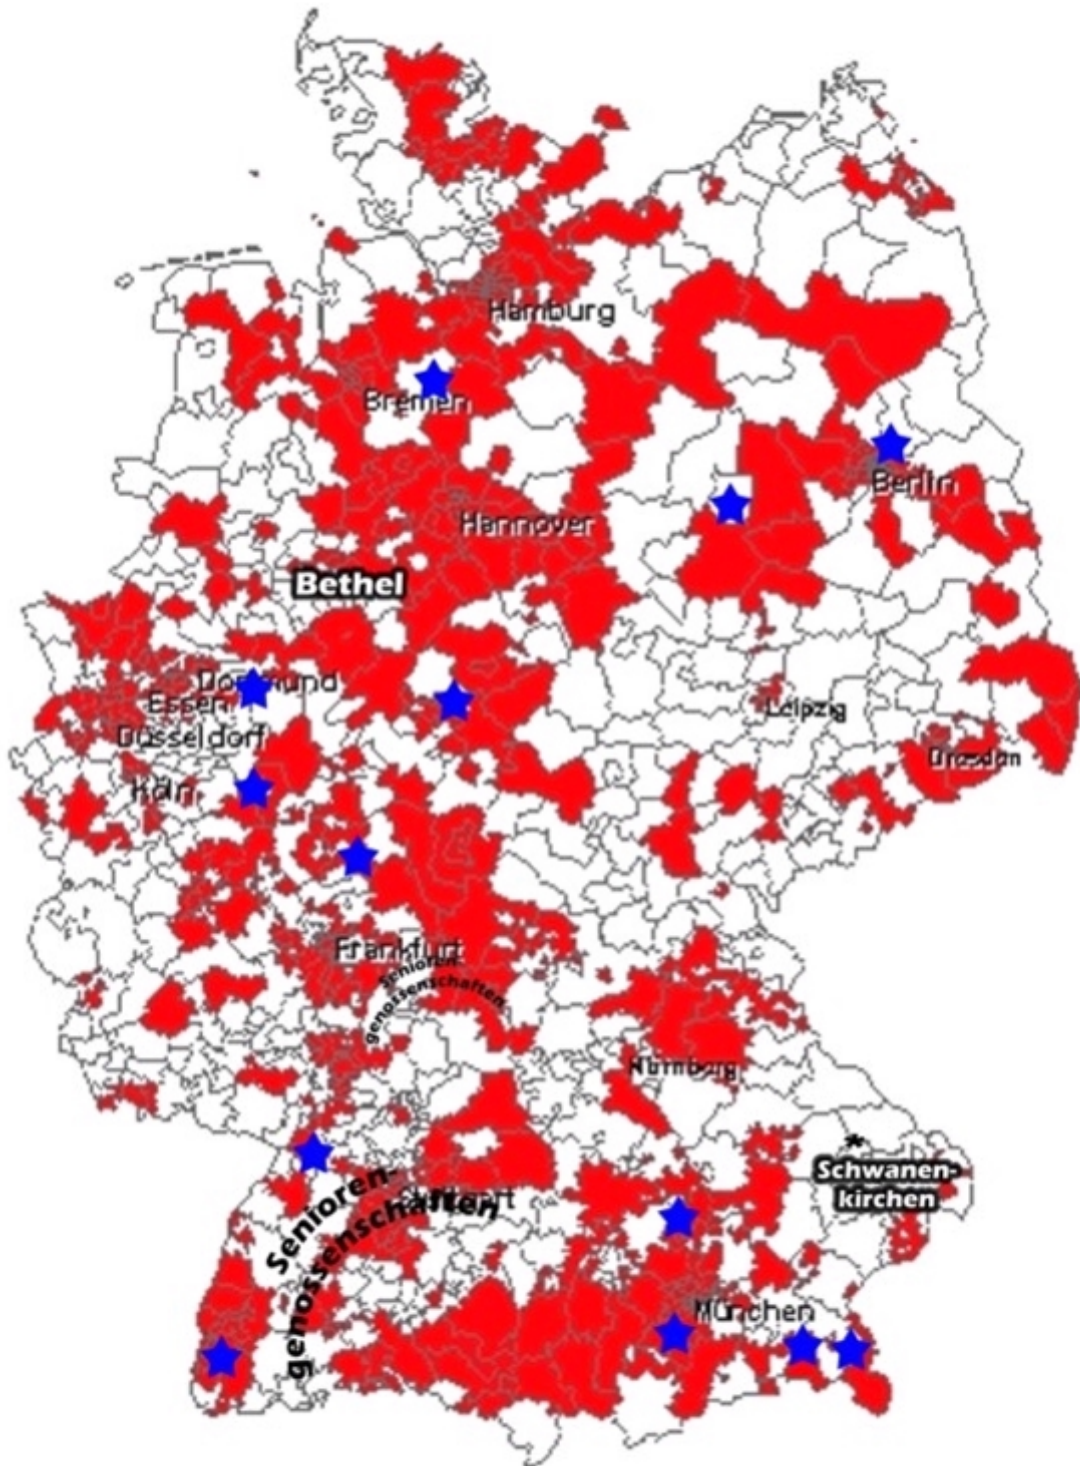 Hamburg
Bremen
Berlin
Hannover
Bethel
Dortmund
Essen
Düsseldorf
Leipzig
Dresden
Köln
Frankfurt
Senioren-
genossenschaften
Nürnberg
*
Schwanen-
kirchen
Senioren-
genossenschaften
Stuttgart
München